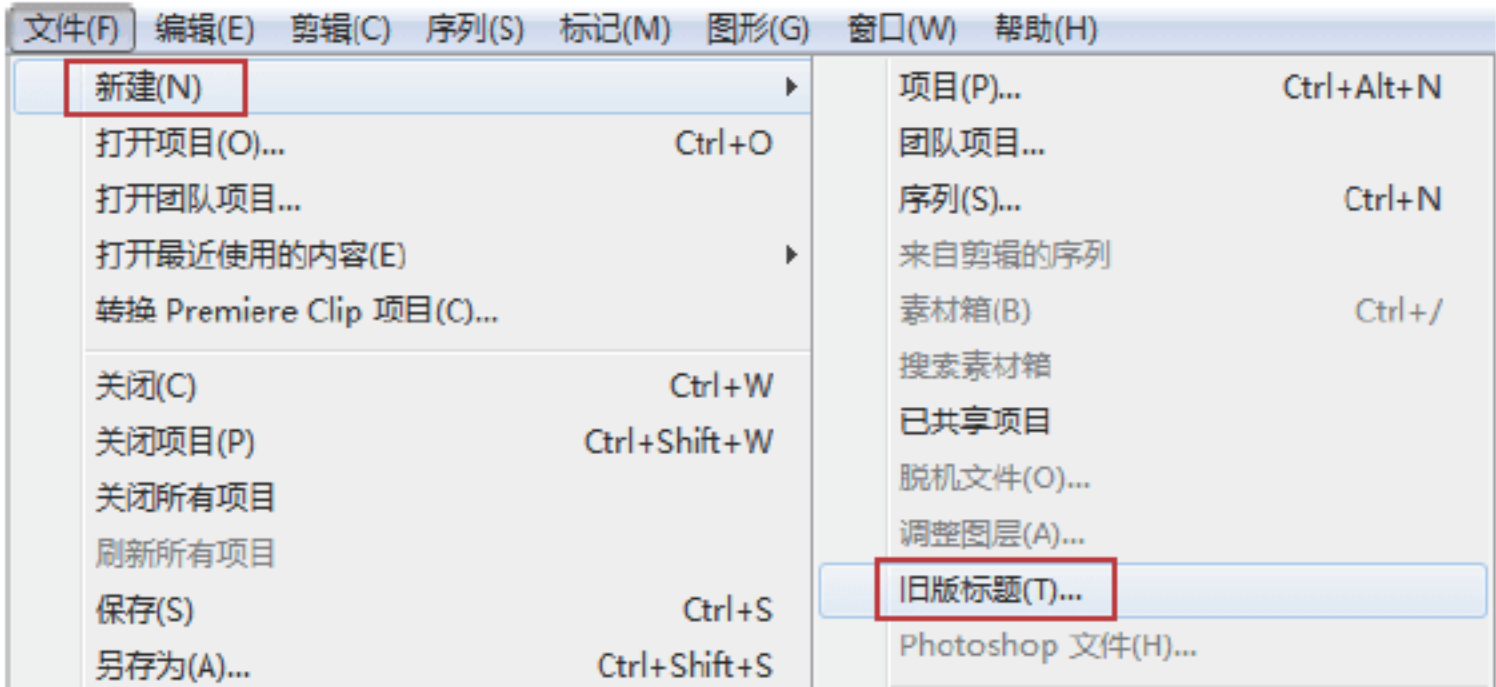 文件(F) 编辑(E) 剪辑(C) 序列(S) 标记(M) 图形(G) 窗口(W) 帮助(H)
新建(N)
打开项目(O)... Ctrl+O
打开团队项目...
打开最近使用的内容(E)
转换 Premiere Clip 项目(C)...
关闭(C) Ctrl+W
关闭项目(P) Ctrl+Shift+W
关闭所有项目
刷新所有项目
保存(S) Ctrl+S
另存为(A)... Ctrl+Shift+S
项目(P)... Ctrl+Alt+N
团队项目...
序列(S)... Ctrl+N
来自剪辑的序列
素材箱(B) Ctrl+/
搜索素材箱
已共享项目
脱机文件(O)...
调整图层(A)...
旧版标题(T)...
Photoshop 文件(H)...